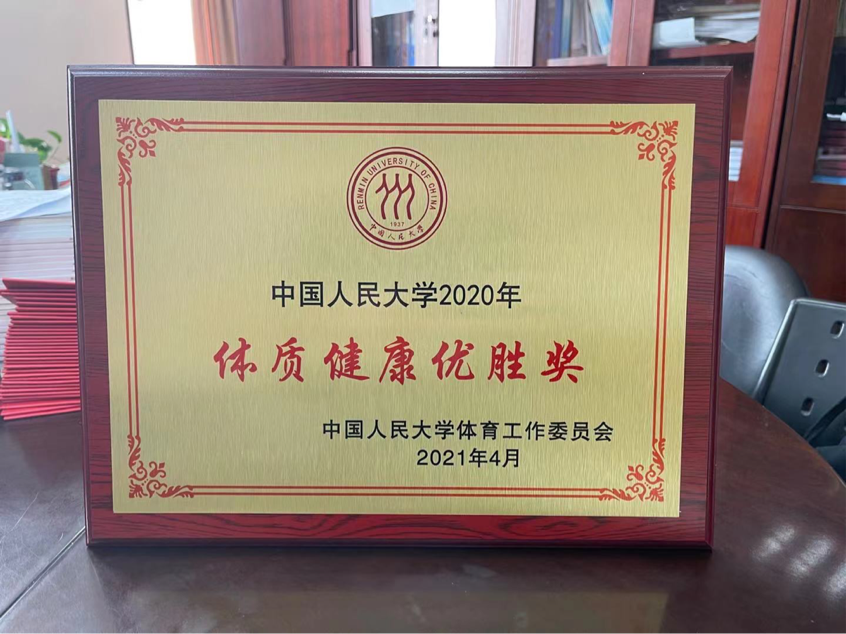 RENMIN UNIVERSITY OF CHINA
1937
中国人民大学
中国人民大学2020年
体质健康优胜奖
中国人民大学体育工作委员会
2021年4月